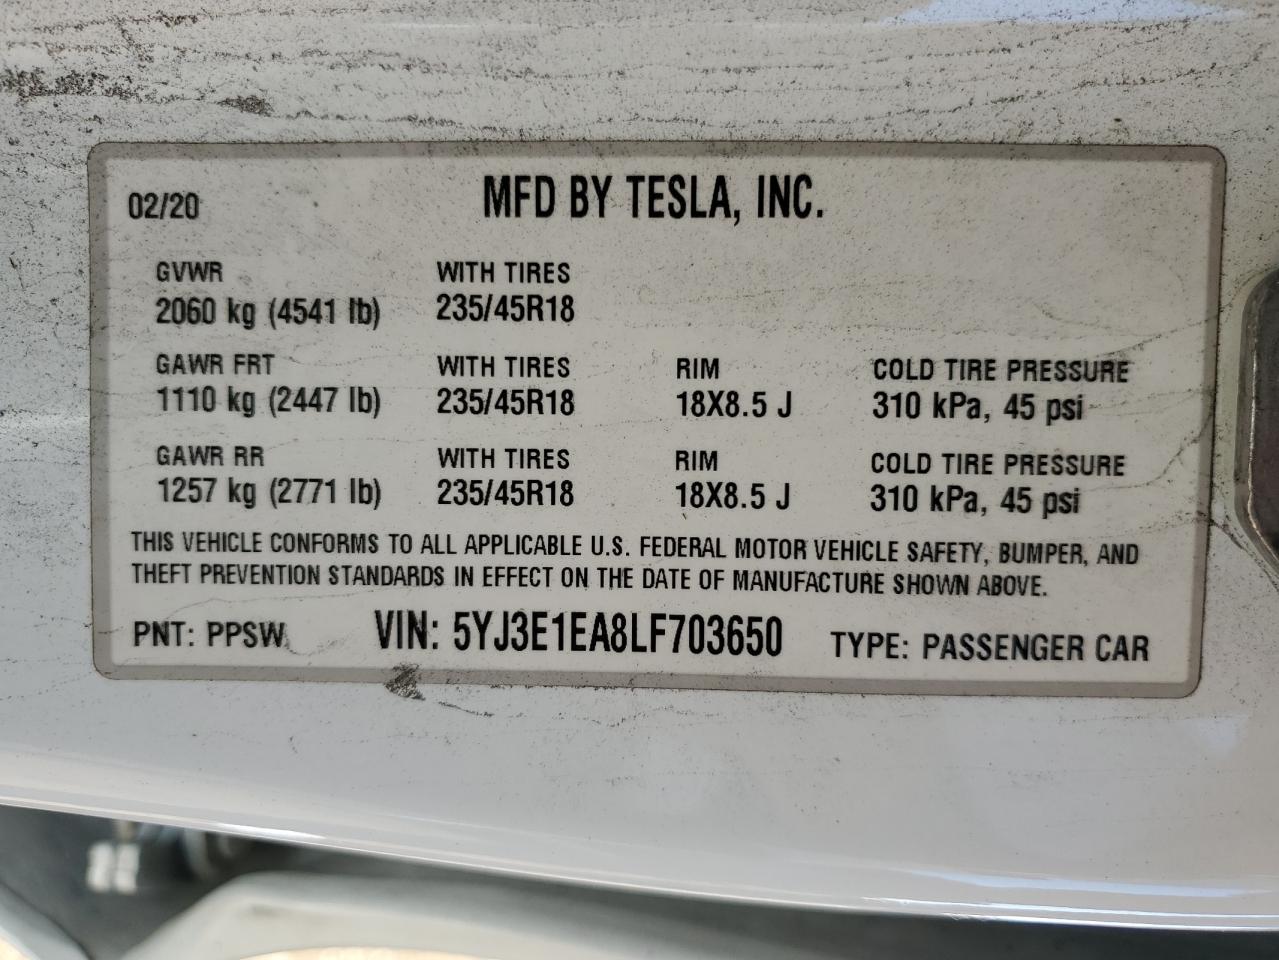 02/20 MFD BY TESLA, INC.
GVWR WITH TIRES
2060 kg (4541 lb) 235/45R18
GAWR FRT WITH TIRES RIM COLD TIRE PRESSURE
1110 kg (2447 lb) 235/45R18 18X8.5 J 310 kPa, 45 psi
GAWR RR WITH TIRES RIM COLD TIRE PRESSURE
1257 kg (2771 lb) 235/45R18 18X8.5 J 310 kPa, 45 psi
THIS VEHICLE CONFORMS TO ALL APPLICABLE U.S. FEDERAL MOTOR VEHICLE SAFETY, BUMPER, AND
THEFT PREVENTION STANDARDS IN EFFECT ON THE DATE OF MANUFACTURE SHOWN ABOVE.
PNT: PPSW VIN: 5YJ3E1EA8LF703650 TYPE: PASSENGER CAR